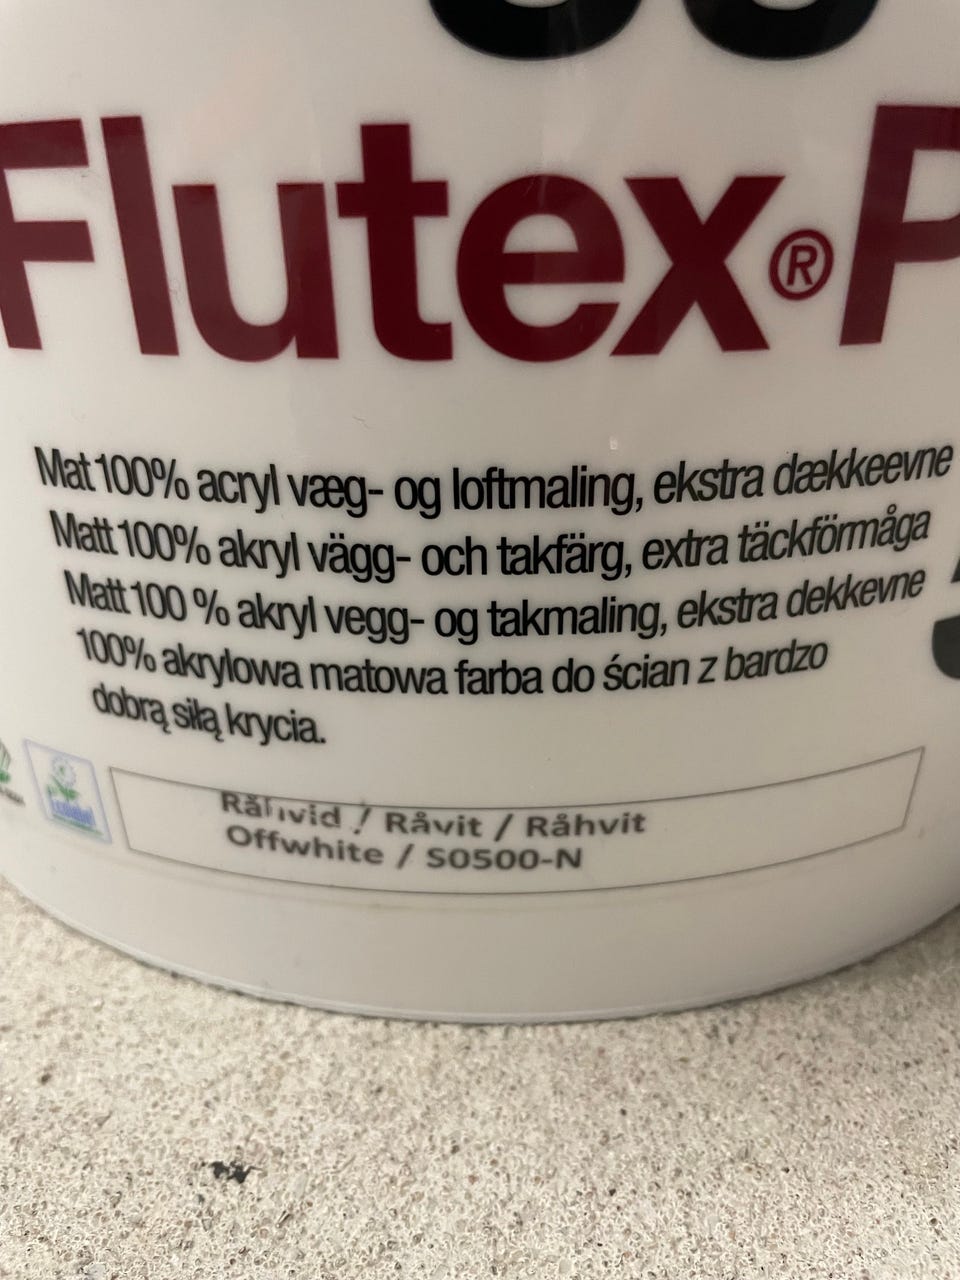 Flutex® P
Mat 100% acryl væg- og loftmaling, ekstra dækkeevne
Matt 100% akryl vägg- och takfärg, extra täckförmåga
Matt 100 % akryl vegg- og takmaling, ekstra dekkevne
100% akrylowa matowa farba do ścian z bardzo
dobrą siłą krycia.
Råhvid / Råvit / Råhvit
Offwhite / S0500-N